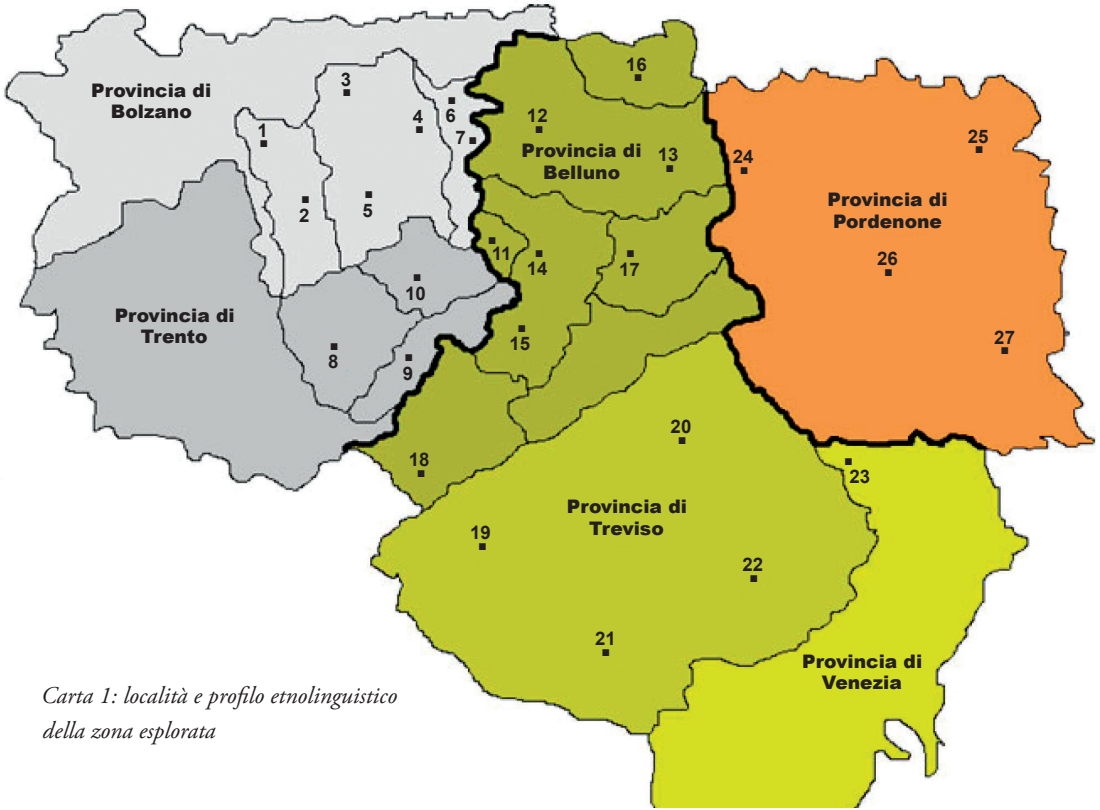 16
3
Provincia di
Bolzano
6
4
12
1
7
Provincia di
Belluno
13
24
25
2
5
Provincia di
Pordenone
11
14
17
26
10
Provincia di
Trento
8
9
15
27
20
18
23
19
Provincia di
Treviso
22
21
Provincia di
Venezia
Carta 1: località e profilo etnolinguistico
della zona esplorata